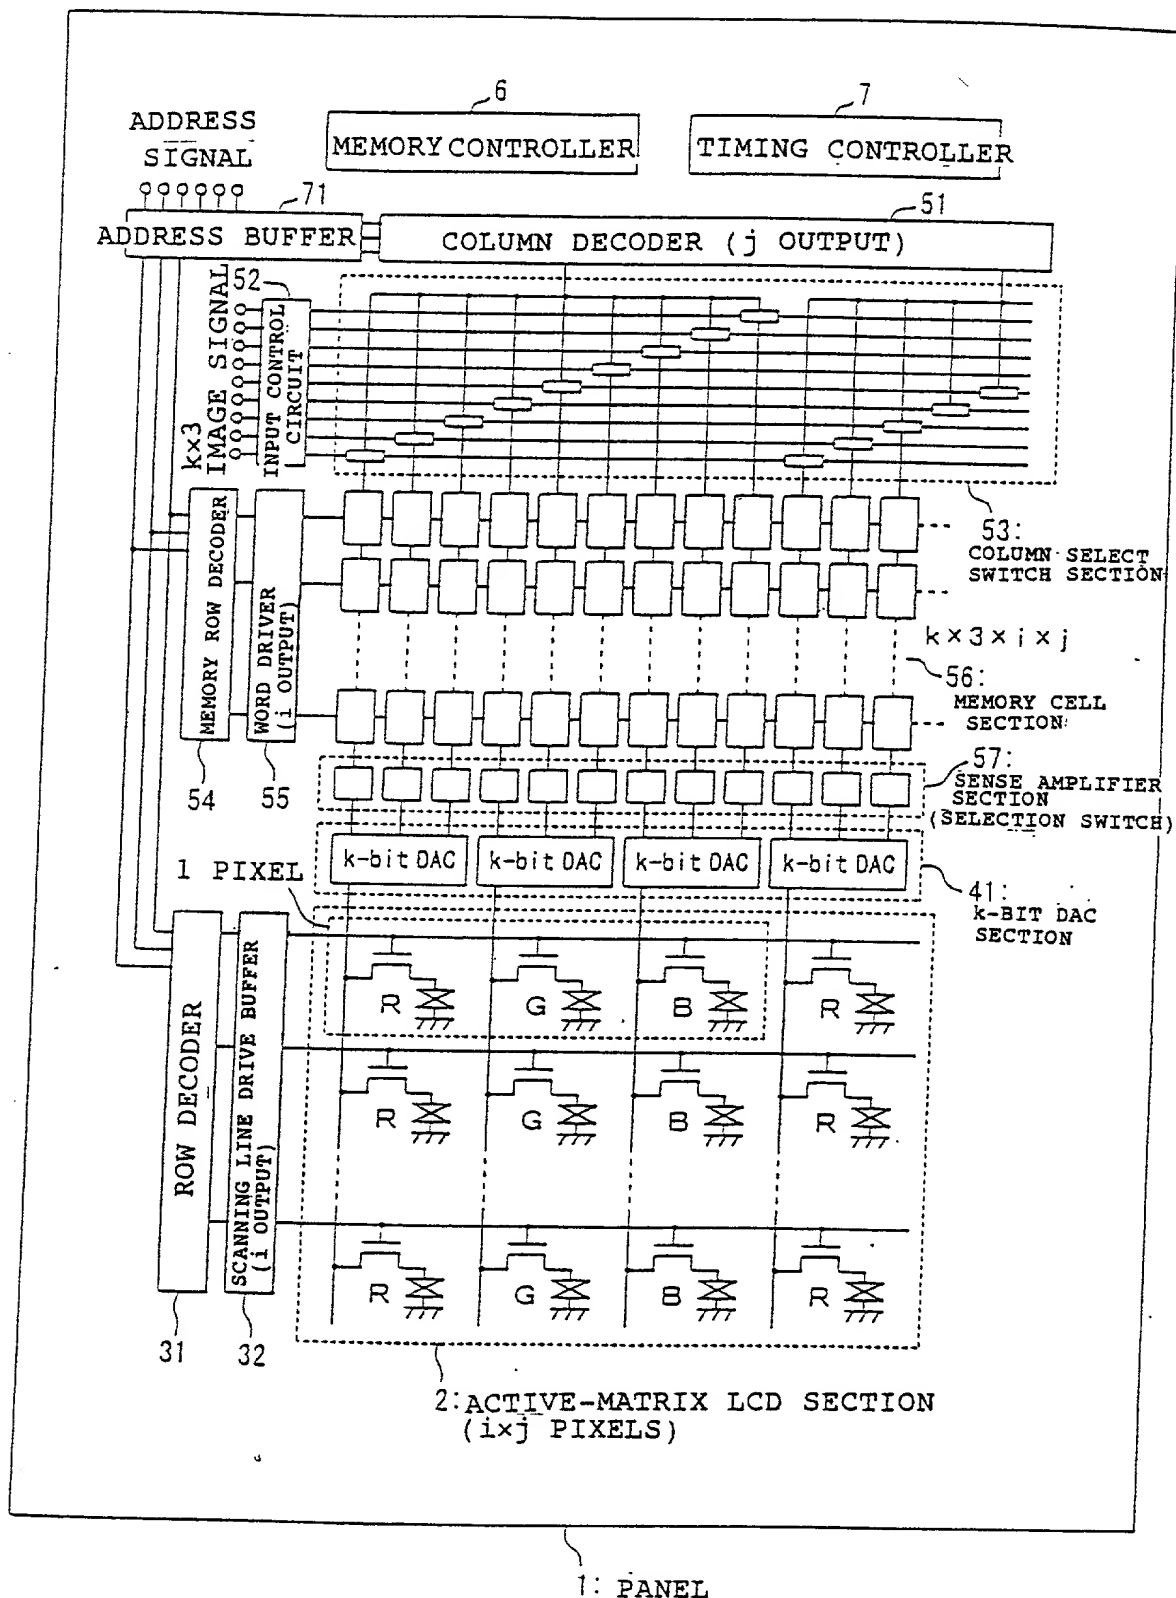 6
7
ADDRESS
SIGNAL
MEMORY CONTROLLER
TIMING CONTROLLER
71
51
ADDRESS BUFFER
COLUMN DECODER (j OUTPUT)
52
k×3
IMAGE SIGNAL
INPUT CONTROL
CIRCUIT
53:
COLUMN SELECT
SWITCH SECTION
MEMORY ROW DECODER
WORD DRIVER
(i OUTPUT)
k×3×i×j
56:
MEMORY CELL
SECTION
54
55
57:
SENSE AMPLIFIER
SECTION
(SELECTION SWITCH)
k-bit DAC
k-bit DAC
k-bit DAC
k-bit DAC
1 PIXEL
41:
k-BIT DAC
SECTION
ROW DECODER
SCANNING LINE DRIVE BUFFER
(i OUTPUT)
R
G
B
R
R
G
B
R
R
G
B
R
31
32
2: ACTIVE-MATRIX LCD SECTION
(i×j PIXELS)
1: PANEL